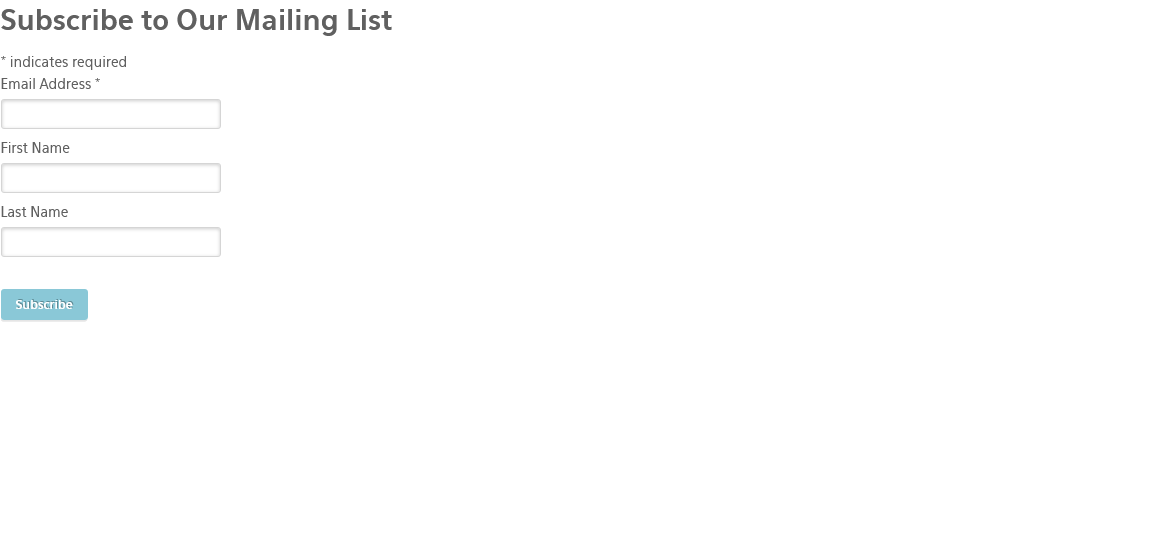 Subscribe to Our Mailing List
* indicates required
Email Address *
First Name
Last Name
Subscribe